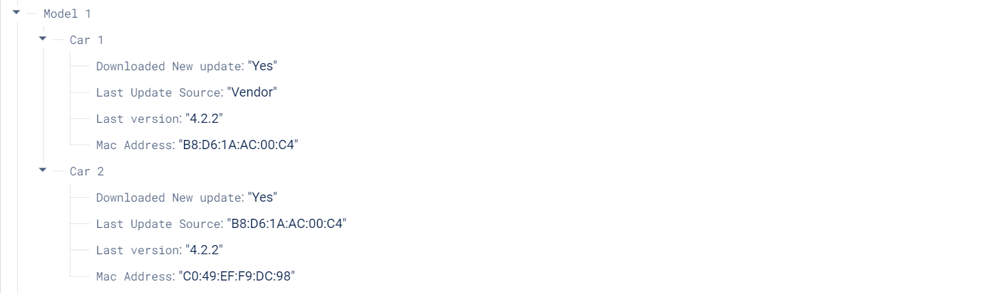 Model 1
Car 1
Downloaded New update: "Yes"
Last Update Source: "Vendor"
Last version: "4.2.2"
Mac Address: "B8:D6:1A:AC:00:C4"
Car 2
Downloaded New update: "Yes"
Last Update Source: "B8:D6:1A:AC:00:C4"
Last version: "4.2.2"
Mac Address: "C0:49:EF:F9:DC:98"